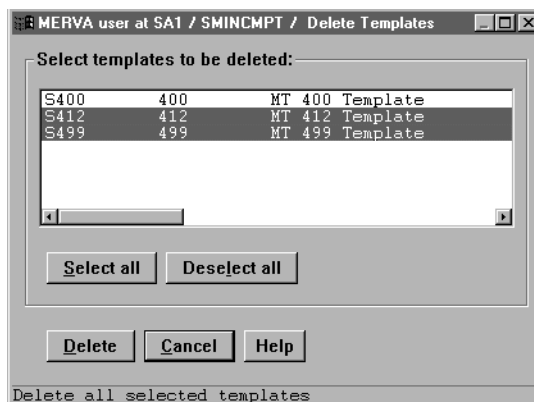 MERVA user at SA1 / SMINCMPT / Delete Templates
Select templates to be deleted:
S400 400 MT 400 Template
S412 412 MT 412 Template
S499 499 MT 499 Template
Select all Deselect all
Delete Cancel Help
Delete all selected templates